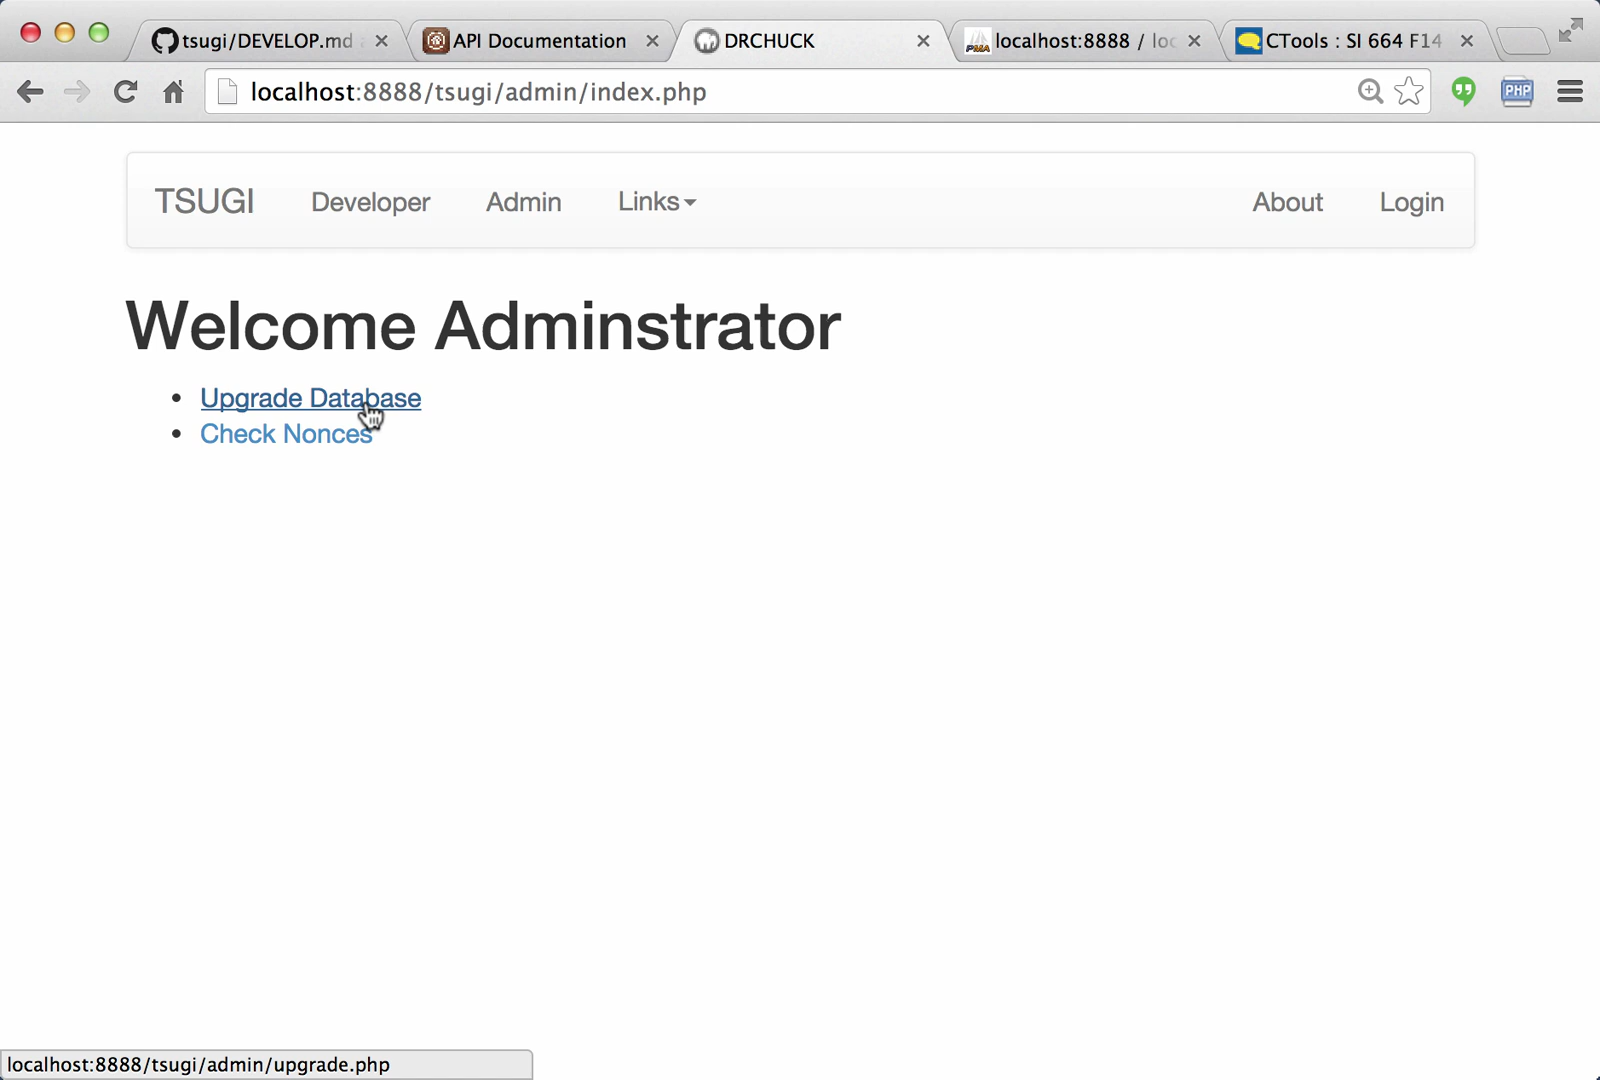 tsugi/DEVELOP.md
API Documentation
DRCHUCK
localhost:8888 / loc
CTools : SI 664 F14
localhost:8888/tsugi/admin/index.php
PHP
TSUGI Developer Admin Links About Login
Welcome Adminstrator
Upgrade Database
Check Nonces
localhost:8888/tsugi/admin/upgrade.php